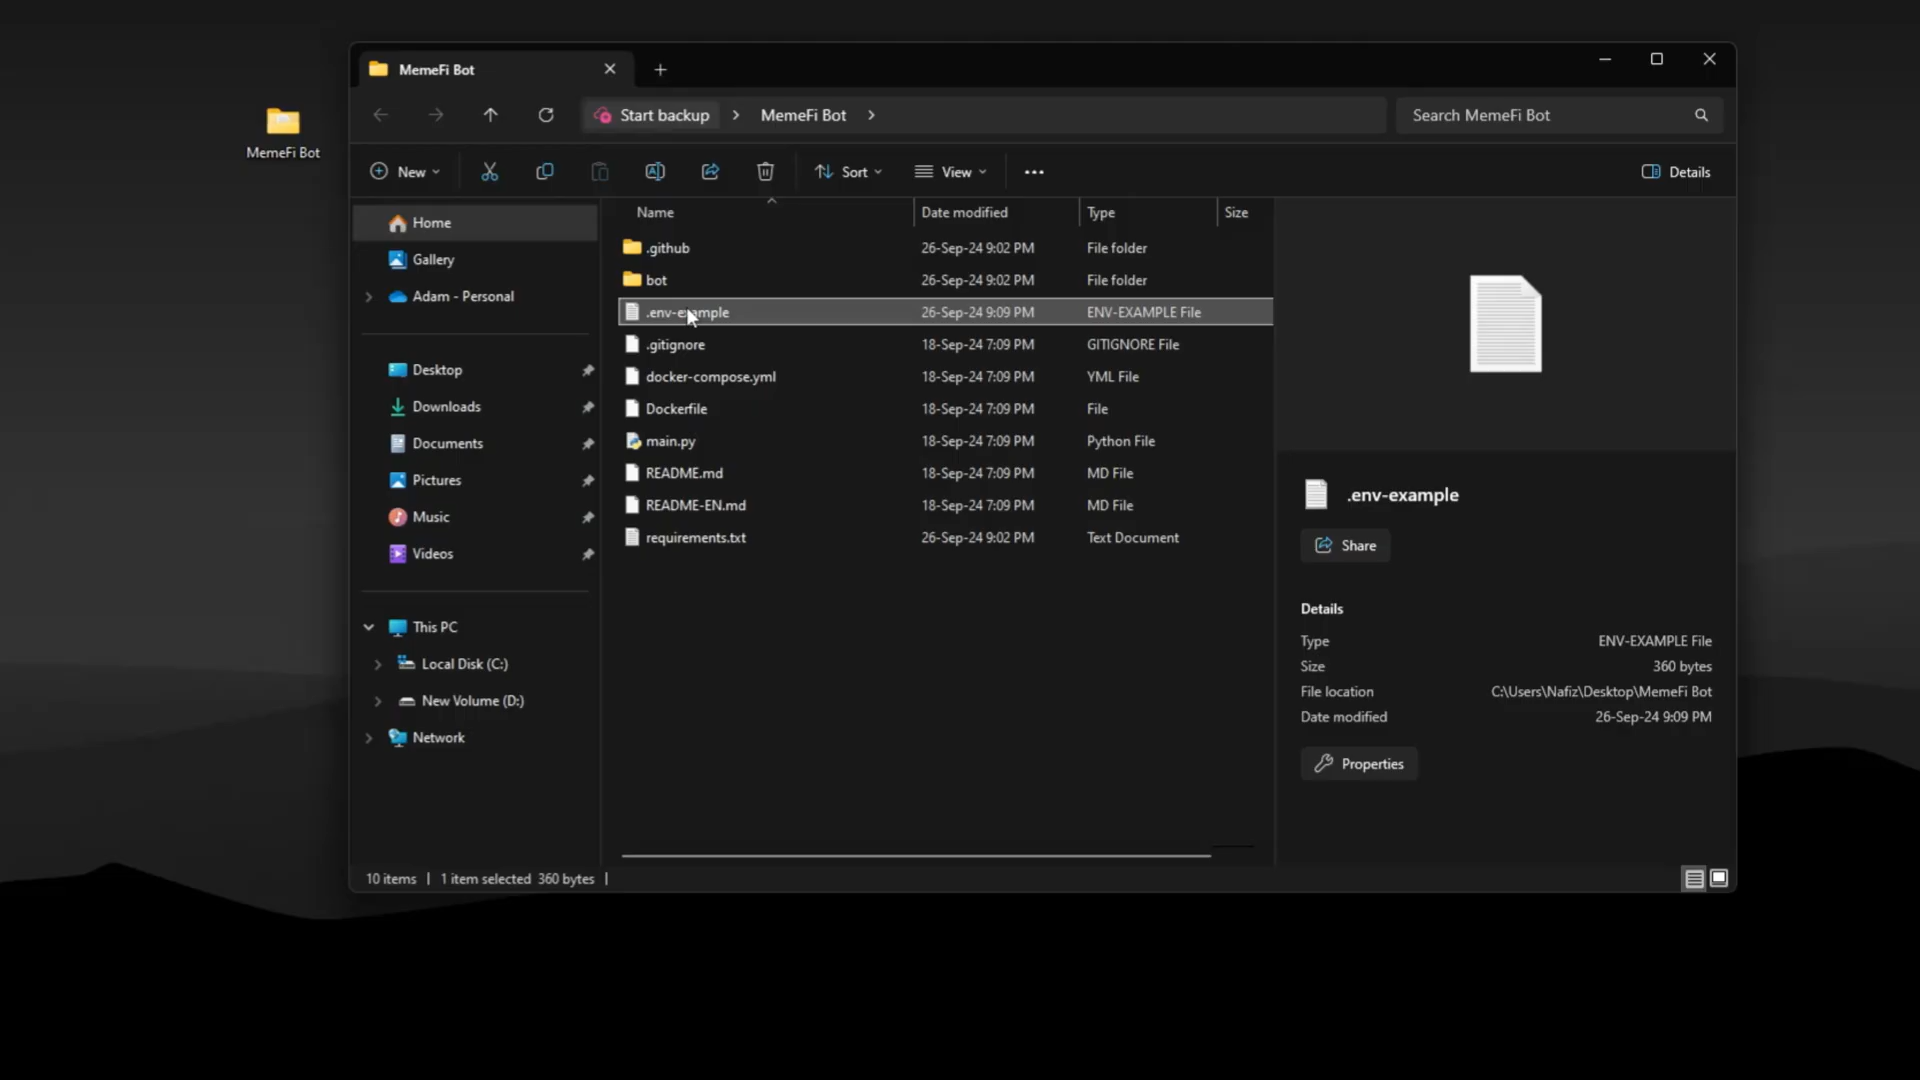 MemeFi Bot
MemeFi Bot
Start backup
MemeFi Bot
Search MemeFi Bot
New
Sort
View
Details
Home
Gallery
Adam - Personal
Desktop
Downloads
Documents
Pictures
Music
Videos
This PC
Local Disk (C:)
New Volume (D:)
Network
Name Date modified Type Size
.github 26-Sep-24 9:02 PM File folder
bot 26-Sep-24 9:02 PM File folder
.env-example 26-Sep-24 9:09 PM ENV-EXAMPLE File
.gitignore 18-Sep-24 7:09 PM GITIGNORE File
docker-compose.yml 18-Sep-24 7:09 PM YML File
Dockerfile 18-Sep-24 7:09 PM File
main.py 18-Sep-24 7:09 PM Python File
README.md 18-Sep-24 7:09 PM MD File
README-EN.md 18-Sep-24 7:09 PM MD File
requirements.txt 26-Sep-24 9:02 PM Text Document
.env-example
Share
Details
Type ENV-EXAMPLE File
Size 360 bytes
File location C:\Users\Nafiz\Desktop\MemeFi Bot
Date modified 26-Sep-24 9:09 PM
Properties
10 items | 1 item selected 360 bytes |